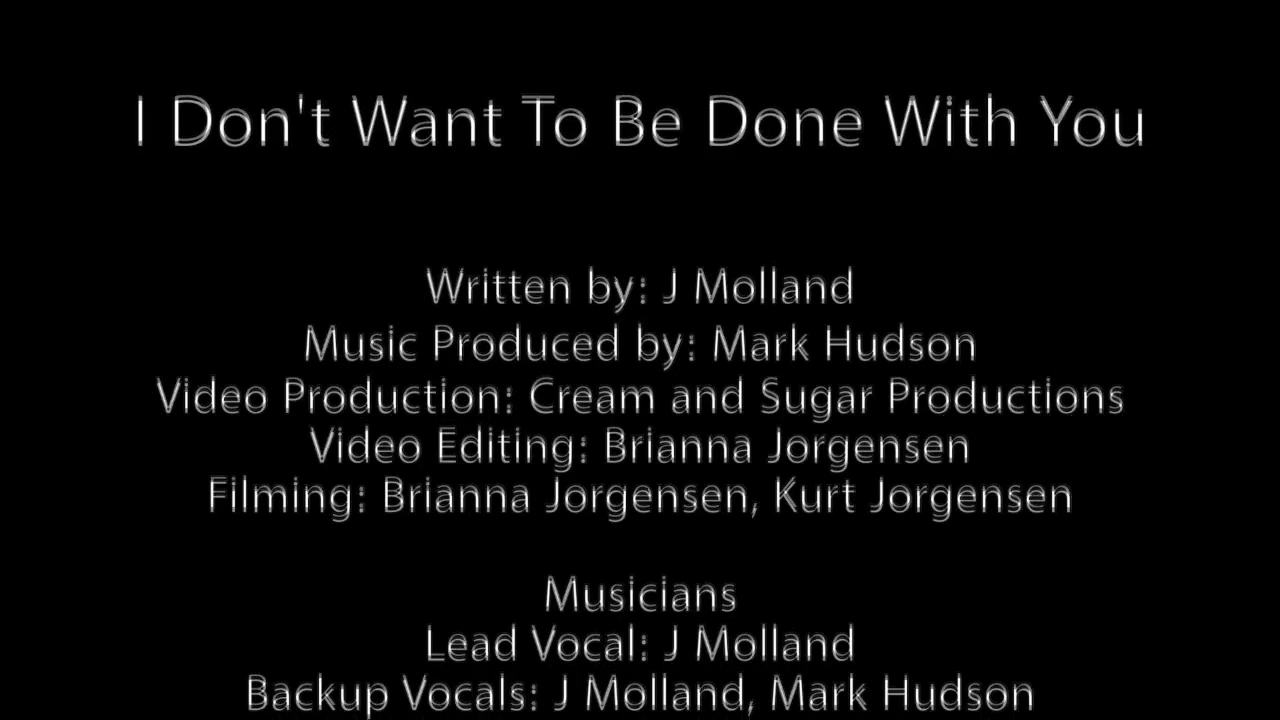 I Don't Want To Be Done With You
Written by: J Molland
Music Produced by: Mark Hudson
Video Production: Cream and Sugar Productions
Video Editing: Brianna Jorgensen
Filming: Brianna Jorgensen, Kurt Jorgensen
Musicians
Lead Vocal: J Molland
Backup Vocals: J Molland, Mark Hudson